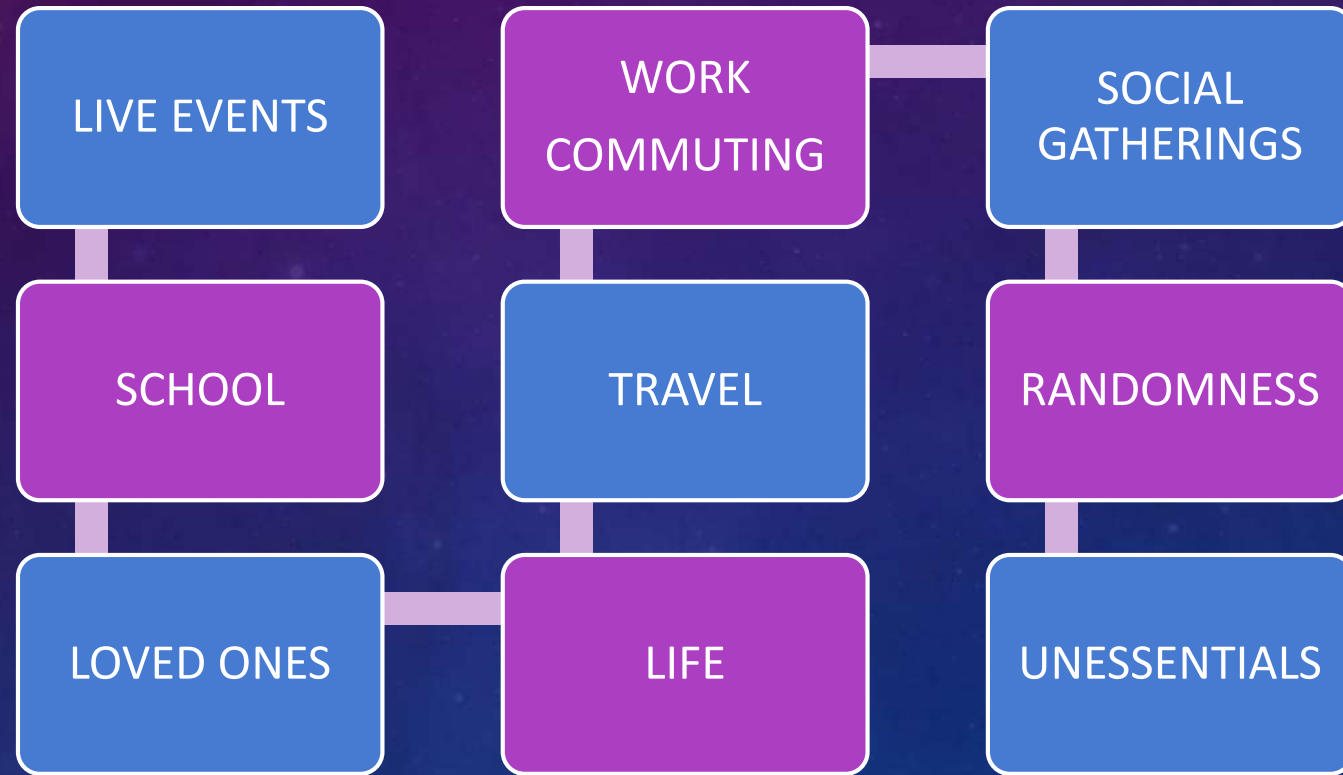 LIVE EVENTS
SCHOOL
LOVED ONES
LIFE
TRAVEL
WORK
COMMUTING
SOCIAL
GATHERINGS
RANDOMNESS
UNESSENTIALS